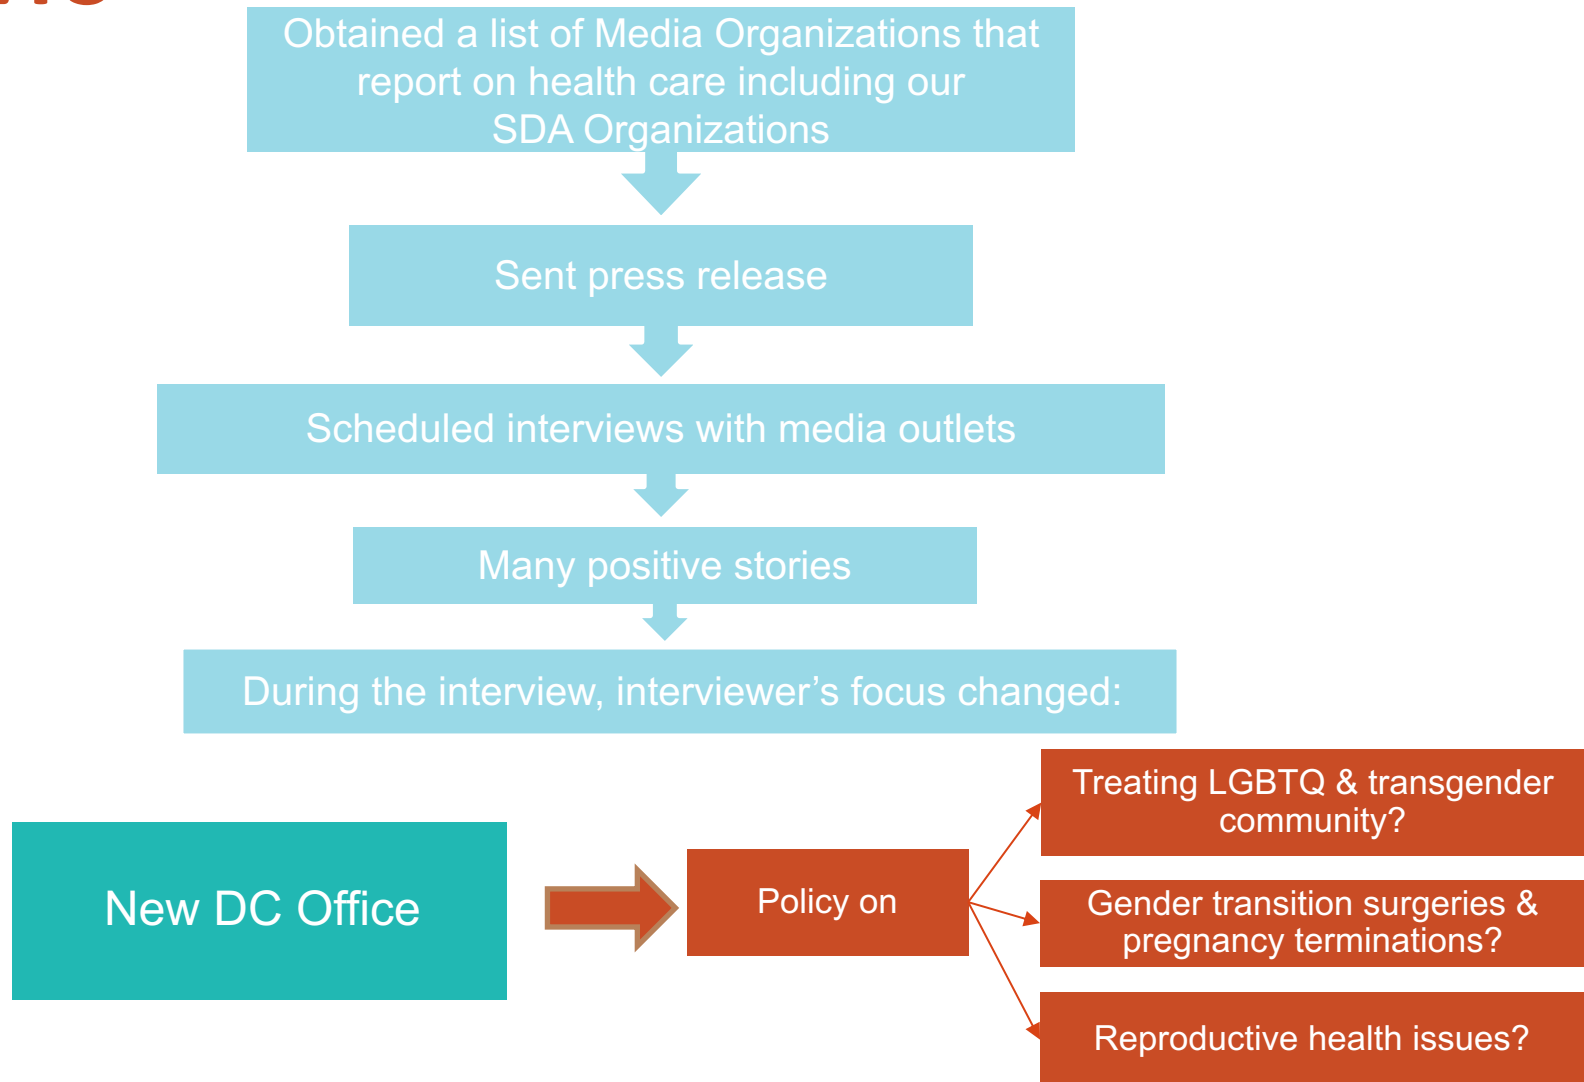 Obtained a list of Media Organizations that
report on health care including our
SDA Organizations
Sent press release
Scheduled interviews with media outlets
Many positive stories
During the interview, interviewer’s focus changed:
New DC Office
Policy on
Treating LGBTQ & transgender
community?
Gender transition surgeries &
pregnancy terminations?
Reproductive health issues?